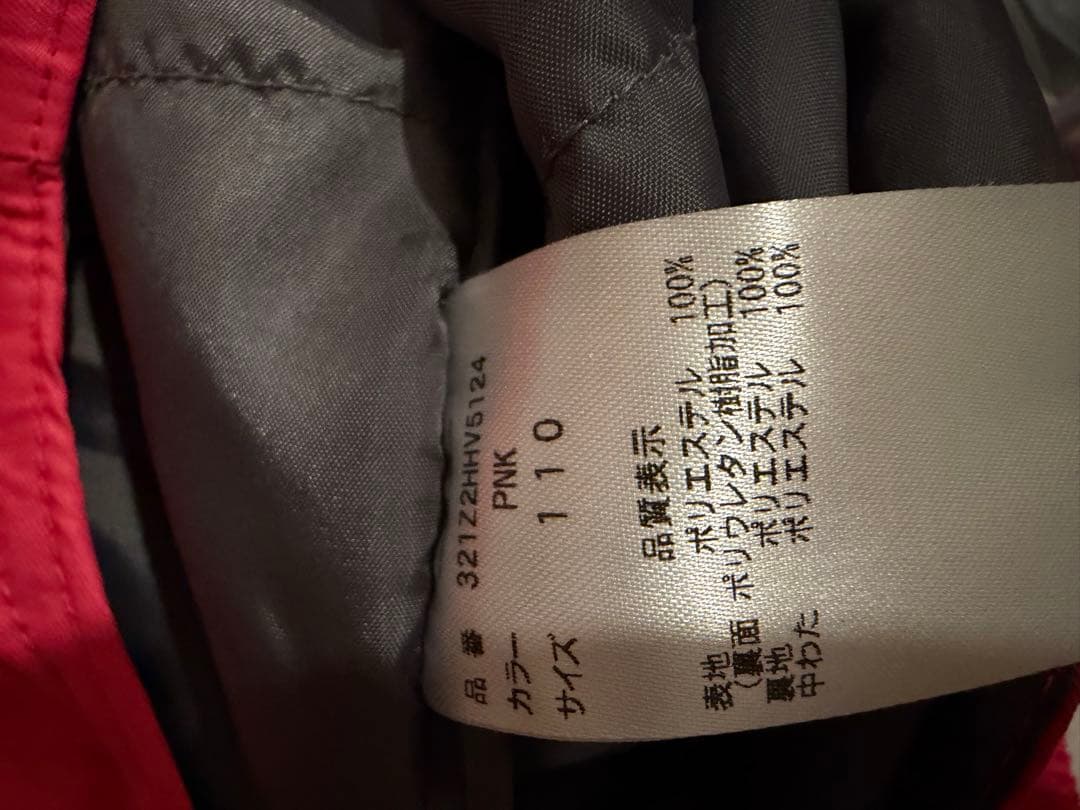 品番 321Z2HHV5124
カラー PNK
サイズ 110
品質表示
表地 ポリエステル 100%
(裏面 ポリウレタン樹脂加工)
裏地 ポリエステル 100%
中わた ポリエステル 100%